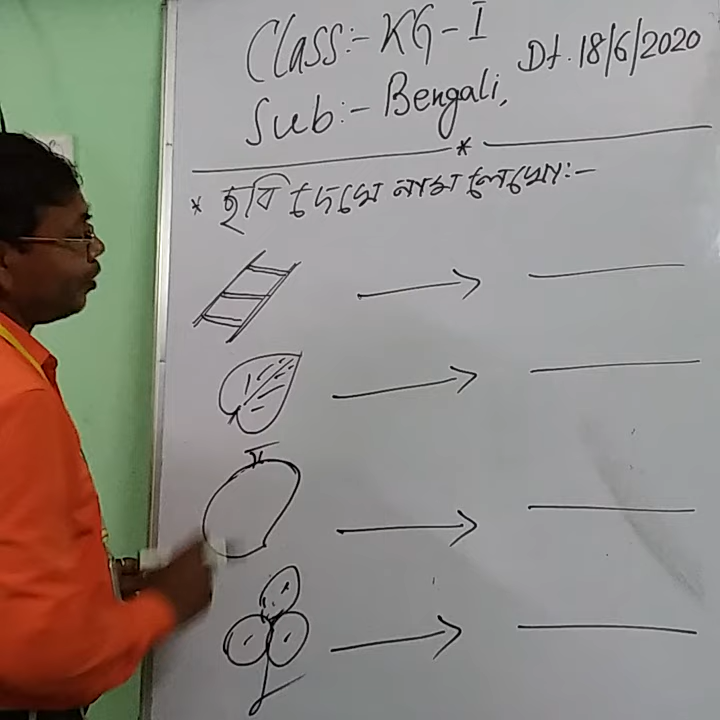 Class:- KG-I
Dt. 18/6/2020
Sub:- Bengali,
* ছবি দেখে নাম লেখো:-